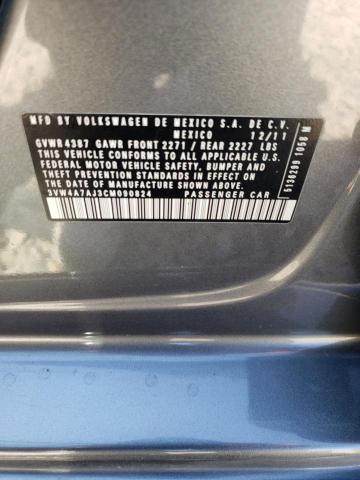 MFD BY VOLKSWAGEN DE MEXICO S.A. DE C.V.
MEXICO 12/11
GVWR 4387 GAWR FRONT 2271 / REAR 2227 LBS
THIS VEHICLE CONFORMS TO ALL APPLICABLE U.S.
FEDERAL MOTOR VEHICLE SAFETY, BUMPER AND
THEFT PREVENTION STANDARDS IN EFFECT ON THE
DATE OF MANUFACTURE SHOWN ABOVE.
3VW4A7AJ3CM090824 PASSENGER CAR
5136299 1058 M